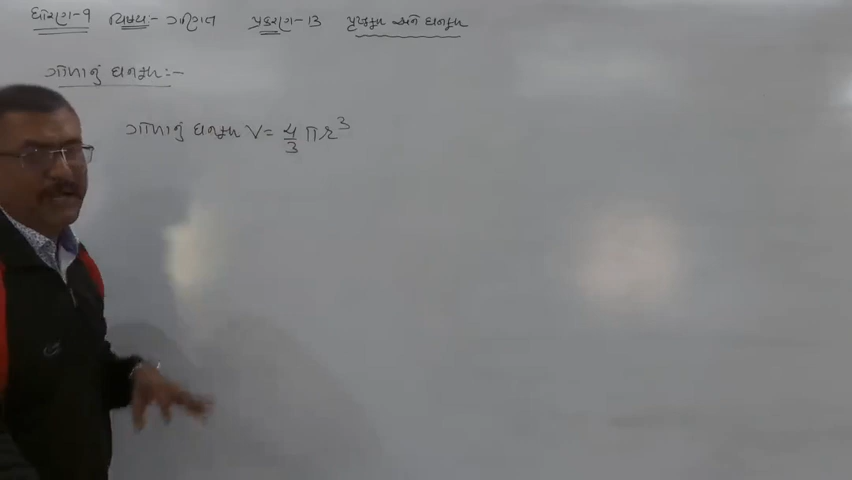 ધોરણ-9 વિષય:- ગણિત પ્રકરણ-13 પૃષ્ઠફળ અને ઘનફળ
ગોળાનું ઘનફળ:-
ગોળાનું ઘનફળ V = 4/3 πr³